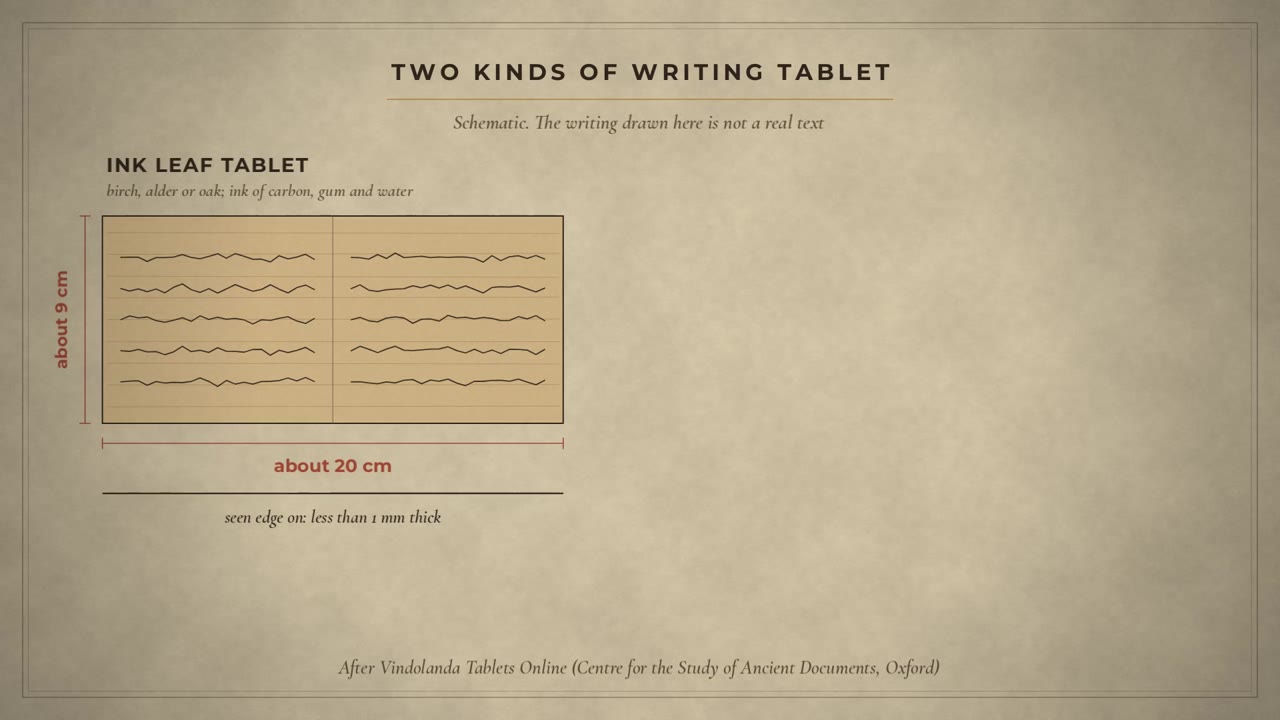 TWO KINDS OF WRITING TABLET
Schematic. The writing drawn here is not a real text
INK LEAF TABLET
birch, alder or oak; ink of carbon, gum and water
about 9 cm
about 20 cm
seen edge on: less than 1 mm thick
After Vindolanda Tablets Online (Centre for the Study of Ancient Documents, Oxford)